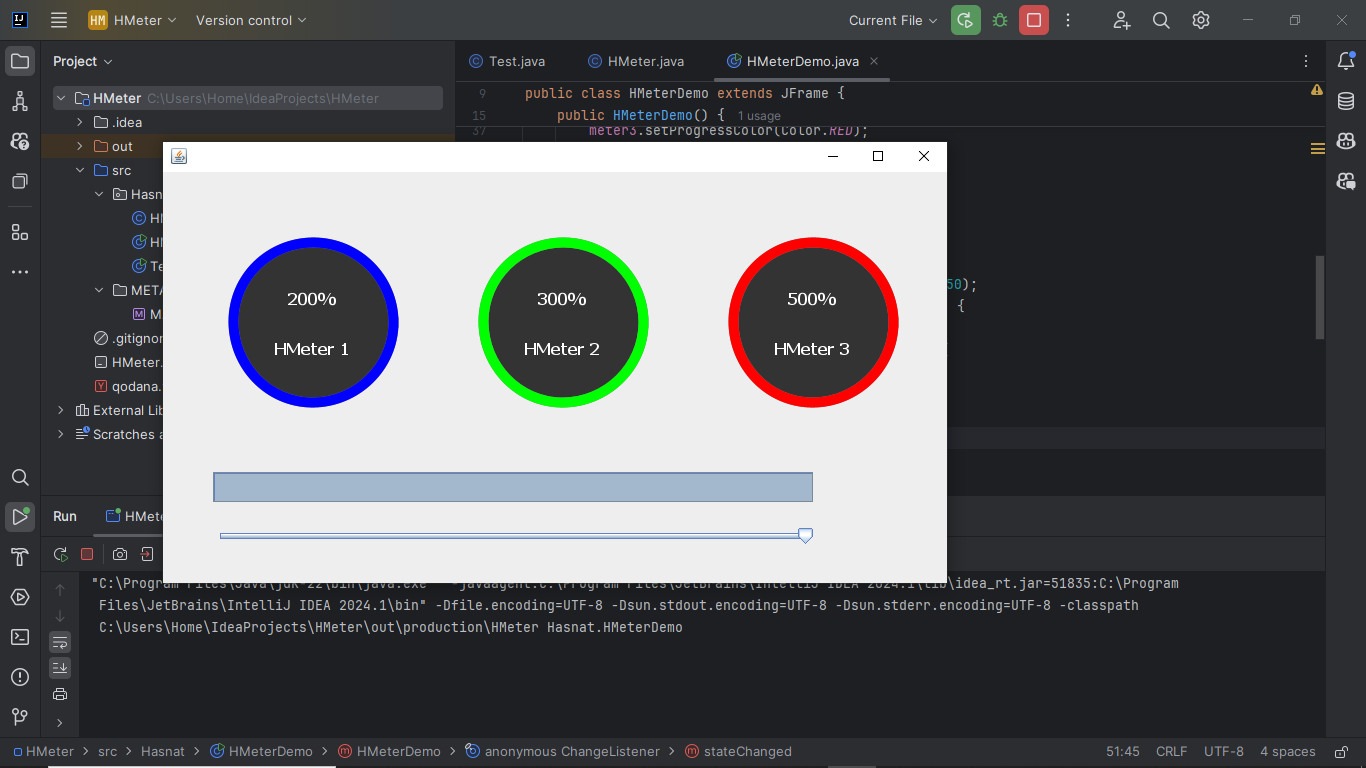 HM HMeter Version control Current File
Project
Test.java HMeter.java HMeterDemo.java
HMeter C:\Users\Home\IdeaProjects\HMeter
.idea
out
src
Hasn
META
.gitignor
HMeter.
qodana.
External Lib
Scratches a
9 public class HMeterDemo extends JFrame {
15 public HMeterDemo() { 1 usage
37 meter3.setProgressColor(Color.RED);
50);
{
200%
HMeter 1
300%
HMeter 2
500%
HMeter 3
Run HMete
"C:\Program Files\Java\jdk-22\bin\java.exe" "-javaagent:C:\Program Files\JetBrains\IntelliJ IDEA 2024.1\lib\idea_rt.jar=51835:C:\Program
Files\JetBrains\IntelliJ IDEA 2024.1\bin" -Dfile.encoding=UTF-8 -Dsun.stdout.encoding=UTF-8 -Dsun.stderr.encoding=UTF-8 -classpath
C:\Users\Home\IdeaProjects\HMeter\out\production\HMeter Hasnat.HMeterDemo
HMeter src Hasnat HMeterDemo HMeterDemo anonymous ChangeListener stateChanged 51:45 CRLF UTF-8 4 spaces